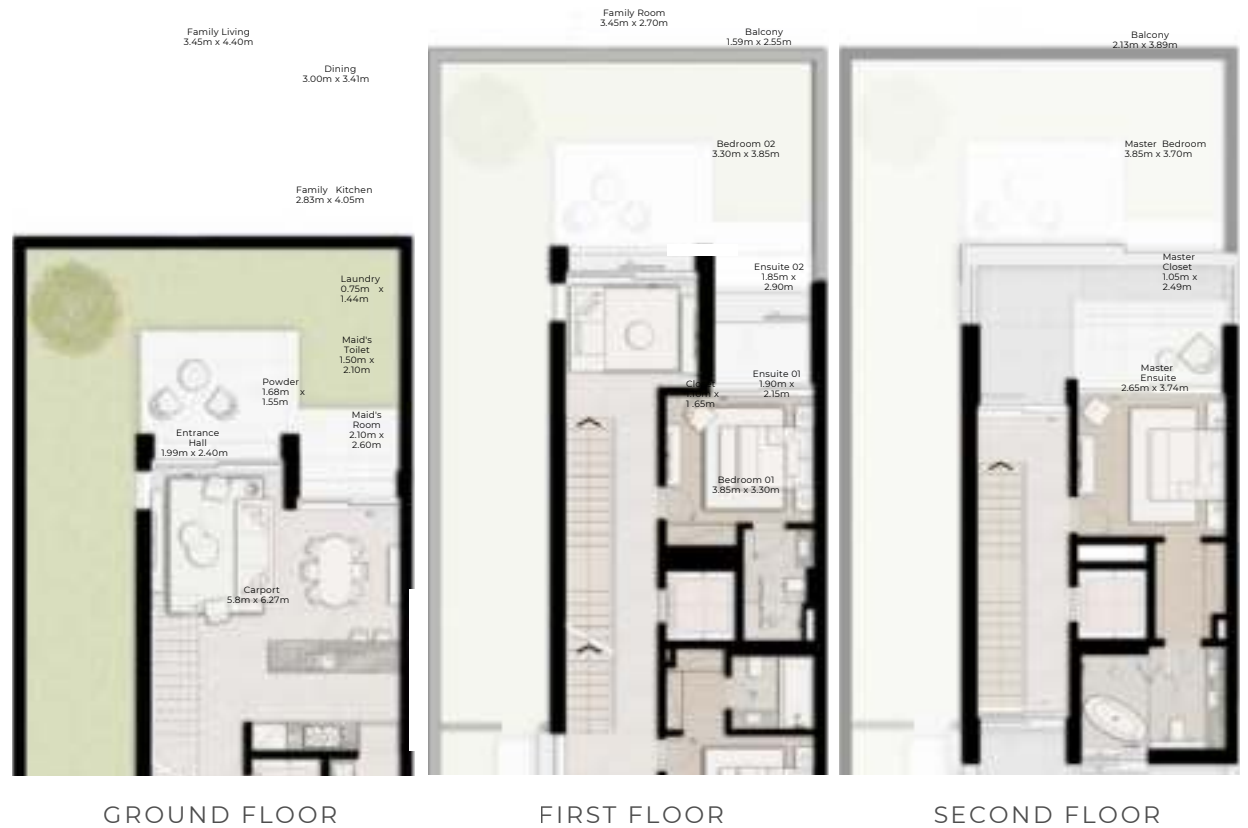 Family Living
3.45m x 4.40m
Dining
3.00m x 3.41m
Family Kitchen
2.83m x 4.05m
Laundry
0.75m x
1.44m
Maid's
Toilet
1.50m x
2.10m
Powder
1.68m x
1.55m
Maid's
Room
2.10m x
2.60m
Entrance
Hall
1.99m x 2.40m
Carport
5.8m x 6.27m
GROUND FLOOR
Family Room
3.45m x 2.70m
Balcony
1.59m x 2.55m
Bedroom 02
3.30m x 3.85m
Ensuite 02
1.85m x
2.90m
Ensuite 01
1.90m x
2.15m
Closet
x
1.65m
Bedroom 01
3.85m x 3.30m
FIRST FLOOR
Balcony
2.13m x 3.89m
Master Bedroom
3.85m x 3.70m
Master
Closet
1.05m x
2.49m
Master
Ensuite
2.65m x 3.74m
SECOND FLOOR